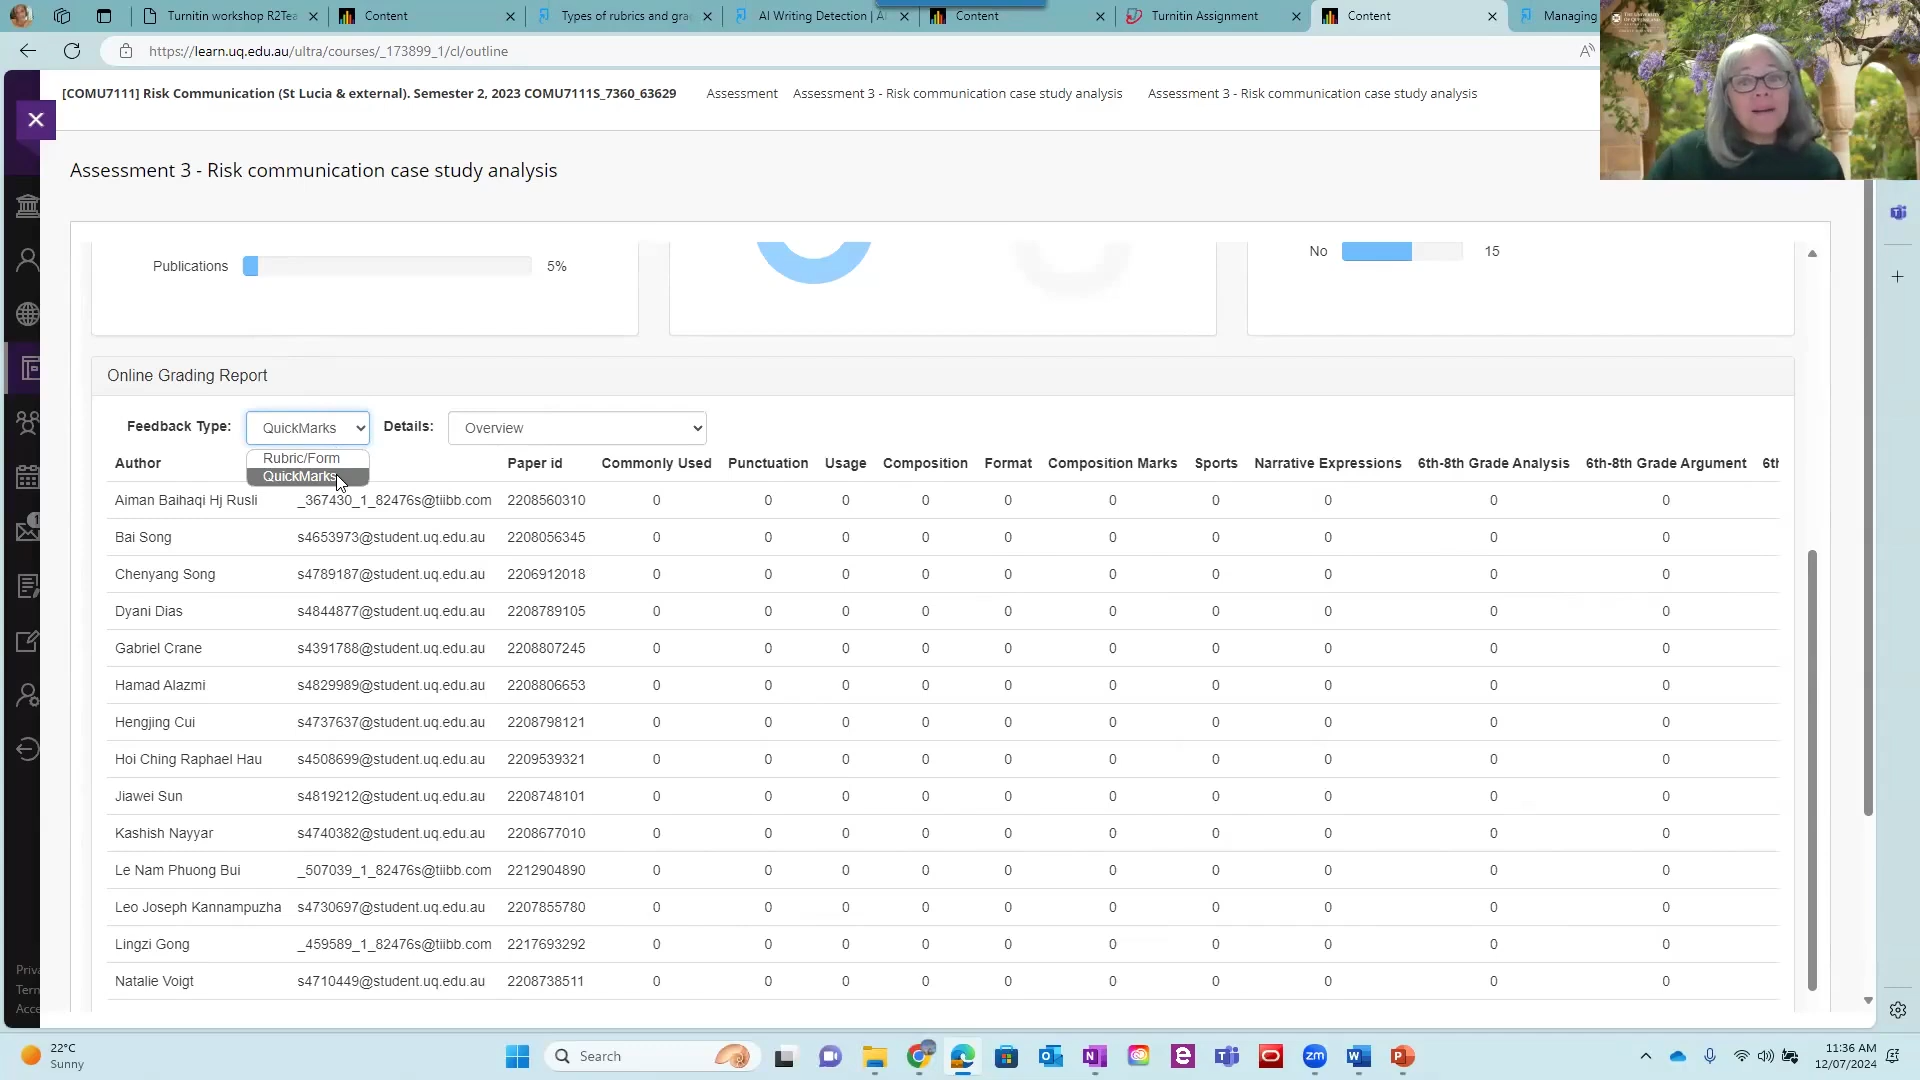 Turnitin workshop R2Tea
Content
Types of rubrics and gra
AI Writing Detection | A
Content
Turnitin Assignment
Content
Managing
https://learn.uq.edu.au/ultra/courses/_173899_1/cl/outline
[COMU7111] Risk Communication (St Lucia & external). Semester 2, 2023 COMU7111S_7360_63629 Assessment Assessment 3 - Risk communication case study analysis Assessment 3 - Risk communication case study analysis
Assessment 3 - Risk communication case study analysis
Publications 5%
No 15
Online Grading Report
Feedback Type: QuickMarks Details: Overview
Rubric/Form
QuickMarks
Author Paper id Commonly Used Punctuation Usage Composition Format Composition Marks Sports Narrative Expressions 6th-8th Grade Analysis 6th-8th Grade Argument 6th
Aiman Baihaqi Hj Rusli _367430_1_82476s@tiibb.com 2208560310 0 0 0 0 0 0 0 0 0 0
Bai Song s4653973@student.uq.edu.au 2208056345 0 0 0 0 0 0 0 0 0 0
Chenyang Song s4789187@student.uq.edu.au 2206912018 0 0 0 0 0 0 0 0 0 0
Dyani Dias s4844877@student.uq.edu.au 2208789105 0 0 0 0 0 0 0 0 0 0
Gabriel Crane s4391788@student.uq.edu.au 2208807245 0 0 0 0 0 0 0 0 0 0
Hamad Alazmi s4829989@student.uq.edu.au 2208806653 0 0 0 0 0 0 0 0 0 0
Hengjing Cui s4737637@student.uq.edu.au 2208798121 0 0 0 0 0 0 0 0 0 0
Hoi Ching Raphael Hau s4508699@student.uq.edu.au 2209539321 0 0 0 0 0 0 0 0 0 0
Jiawei Sun s4819212@student.uq.edu.au 2208748101 0 0 0 0 0 0 0 0 0 0
Kashish Nayyar s4740382@student.uq.edu.au 2208677010 0 0 0 0 0 0 0 0 0 0
Le Nam Phuong Bui _507039_1_82476s@tiibb.com 2212904890 0 0 0 0 0 0 0 0 0 0
Leo Joseph Kannampuzha s4730697@student.uq.edu.au 2207855780 0 0 0 0 0 0 0 0 0 0
Lingzi Gong _459589_1_82476s@tiibb.com 2217693292 0 0 0 0 0 0 0 0 0 0
Natalie Voigt s4710449@student.uq.edu.au 2208738511 0 0 0 0 0 0 0 0 0 0
Priva
Term
Acce
22°C
Sunny
Search
11:36 AM
12/07/2024